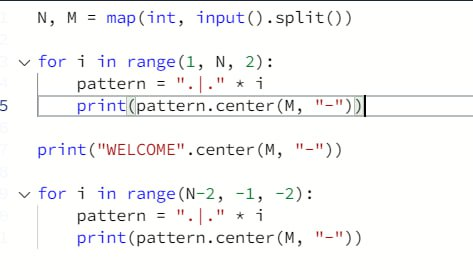 N, M = map(int, input().split())
for i in range(1, N, 2):
    pattern = ".|." * i
5    print(pattern.center(M, "-"))
print("WELCOME".center(M, "-"))
for i in range(N-2, -1, -2):
    pattern = ".|." * i
    print(pattern.center(M, "-"))